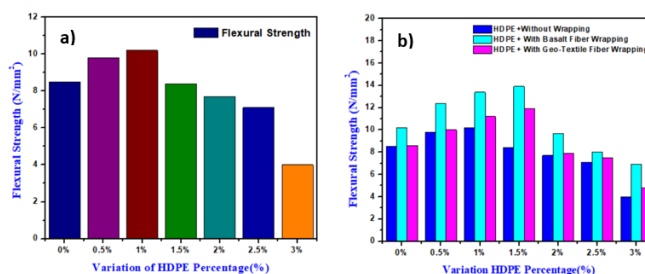 a)
Flexural Strength
Flexural Strength (N/mm²)
12
10
8
6
4
2
0
0% 0.5% 1% 1.5% 2% 2.5% 3%
Variation of HDPE Percentage(%)
b)
HDPE +Without Wrapping
HDPE+ With Basalt Fiber Wrapping
HDPE + With Geo-Textile Fiber Wrapping
Flexural Strength (N/mm²)
20
18
16
14
12
10
8
6
4
2
0
0% 0.5% 1% 1.5% 2% 2.5% 3%
Variation HDPE Percentage(%)